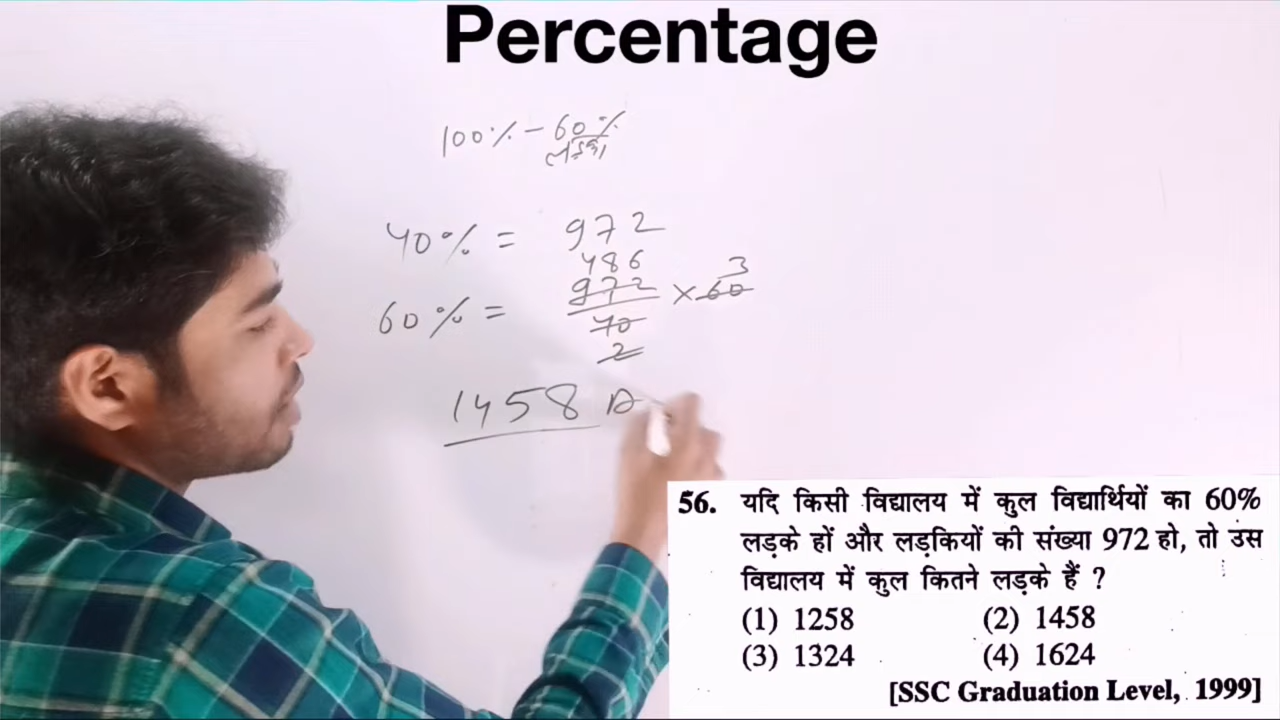 Percentage
100% - 60%
लड़का
40% = 972
486
3
60% = 972 × 60
40
2
1458
56. यदि किसी विद्यालय में कुल विद्यार्थियों का 60%
लड़के हों और लड़कियों की संख्या 972 हो, तो उस
विद्यालय में कुल कितने लड़के हैं ?
(1) 1258 (2) 1458
(3) 1324 (4) 1624
[SSC Graduation Level, 1999]